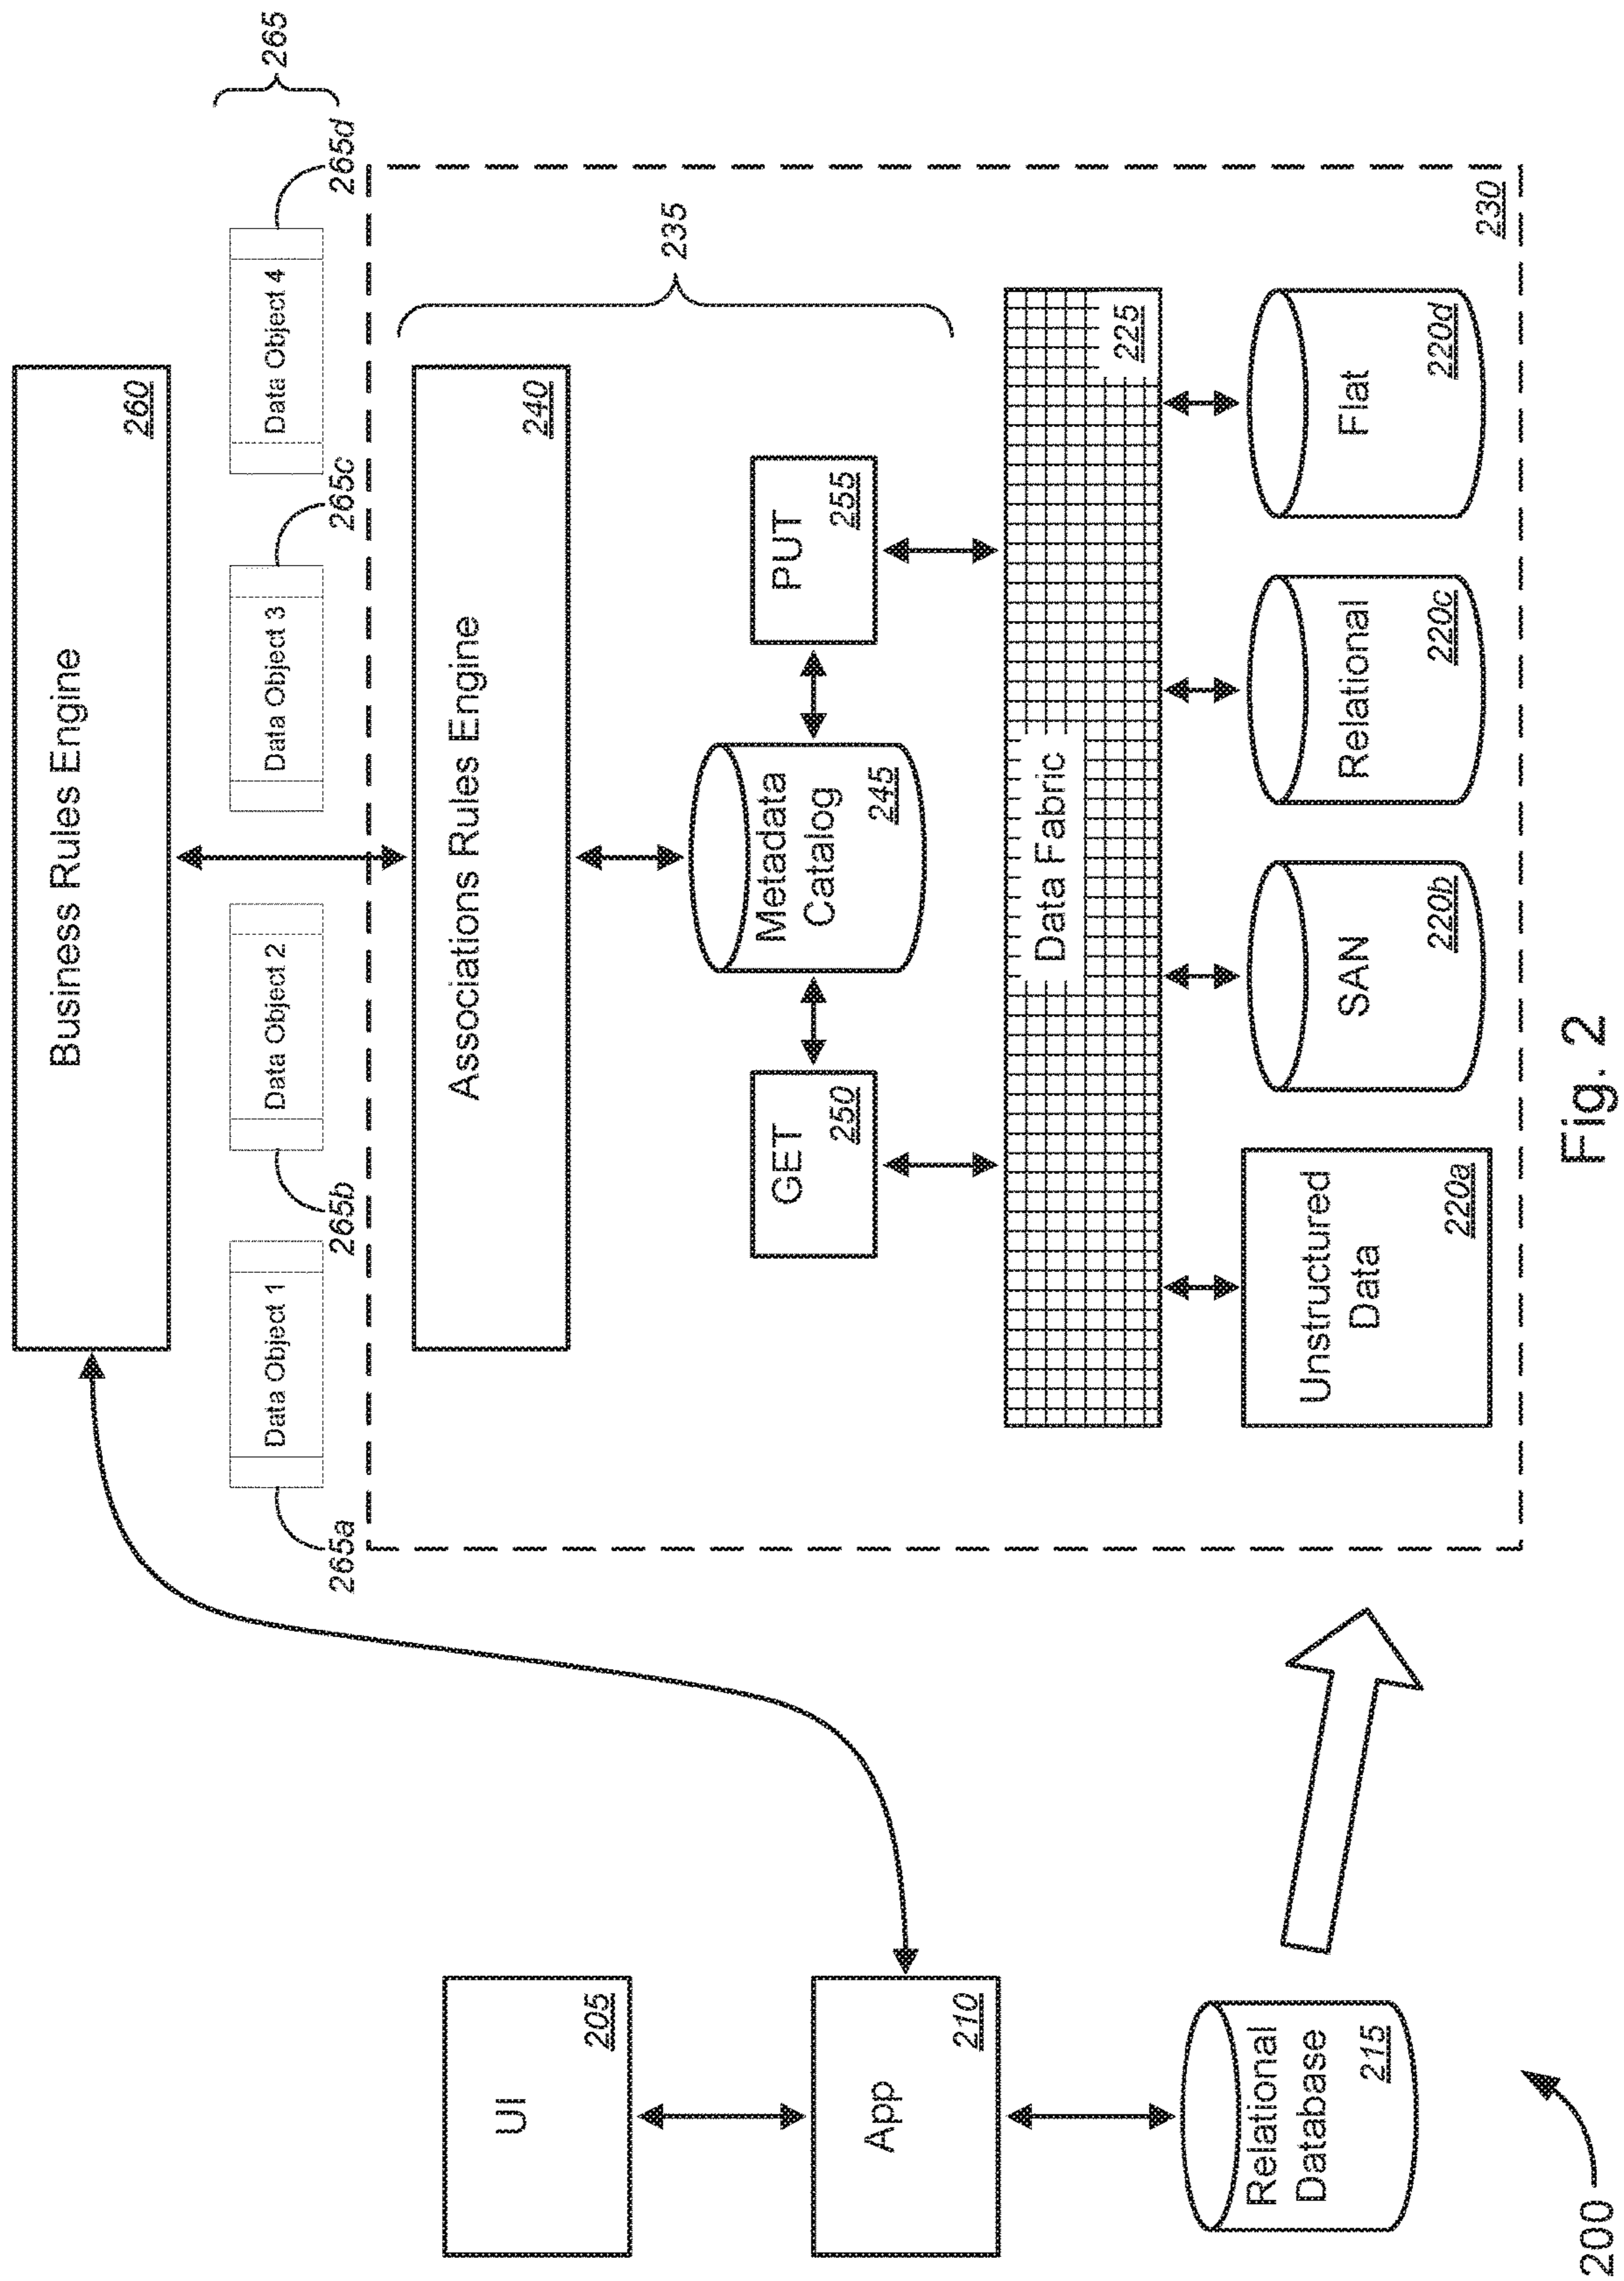 Business Rules Engine
260
265
Data Object 1
Data Object 2
Data Object 3
Data Object 4
265a
265b
265c
265d
Associations Rules Engine
240
235
UI
205
GET
250
Metadata
Catalog
245
PUT
255
App
210
Data Fabric
225
Relational
Database
215
Unstructured
Data
220a
SAN
220b
Relational
220c
Flat
220d
230
200
Fig. 2